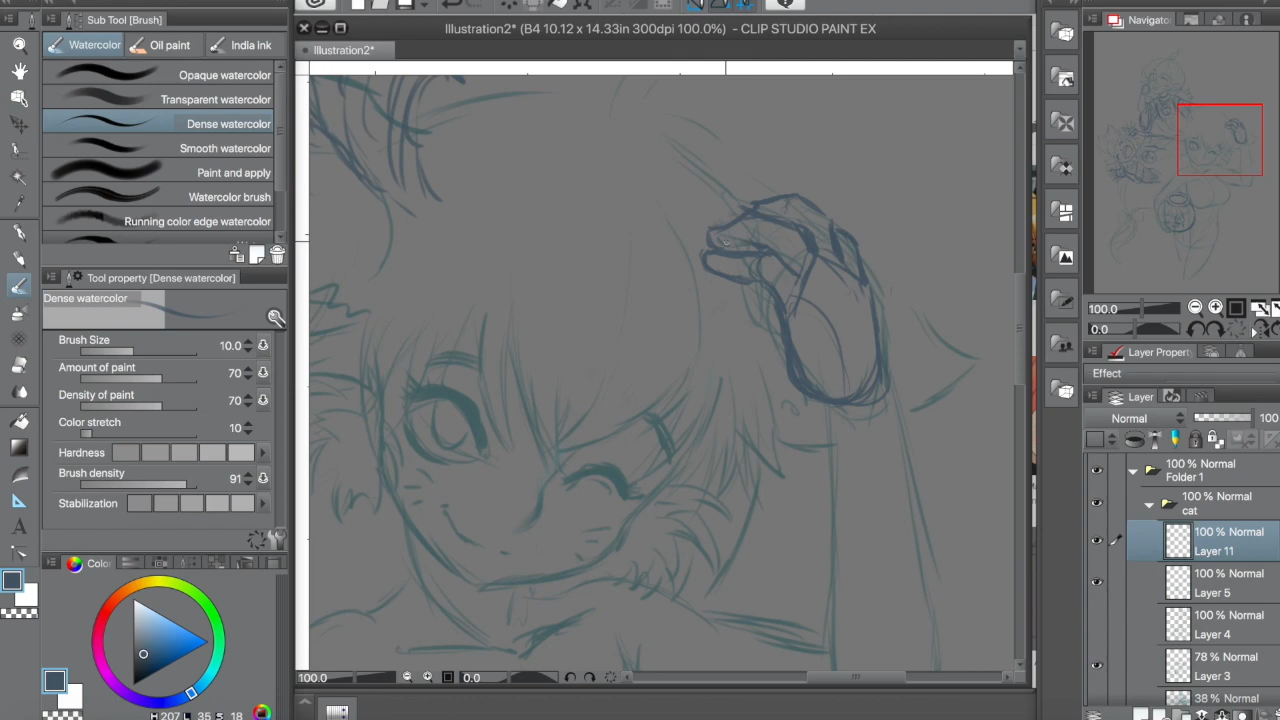 Sub Tool [Brush]
Illustration2* (B4 10.12 x 14.33in 300dpi 100.0%) - CLIP STUDIO PAINT EX
Navigator
Watercolor
Oil paint
India ink
Illustration2*
Opaque watercolor
Transparent watercolor
Dense watercolor
Smooth watercolor
Paint and apply
Watercolor brush
Running color edge watercolor
Tool property [Dense watercolor]
Dense watercolor
Brush Size
10.0
Amount of paint
70
Density of paint
70
Color stretch
10
Hardness
Brush density
91
Stabilization
Color
H 207 L 35 S 18
100.0
0.0
100.0
0.0
Layer Property
Effect
Layer
Normal
100
100 % Normal
Folder 1
100 % Normal
cat
100 % Normal
Layer 11
100 % Normal
Layer 5
100 % Normal
Layer 4
78 % Normal
Layer 3
38 % Normal